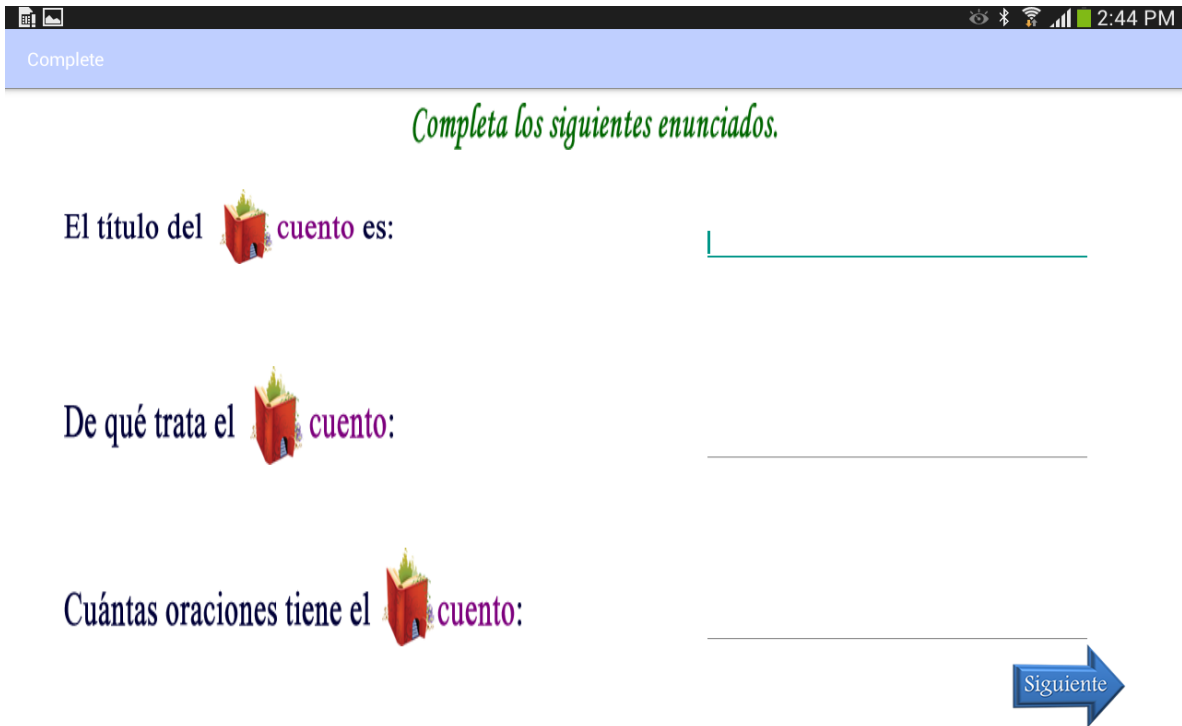 2:44 PM
Complete
Completa los siguientes enunciados.
El título del cuento es:
De qué trata el cuento:
Cuántas oraciones tiene el cuento:
Siguiente